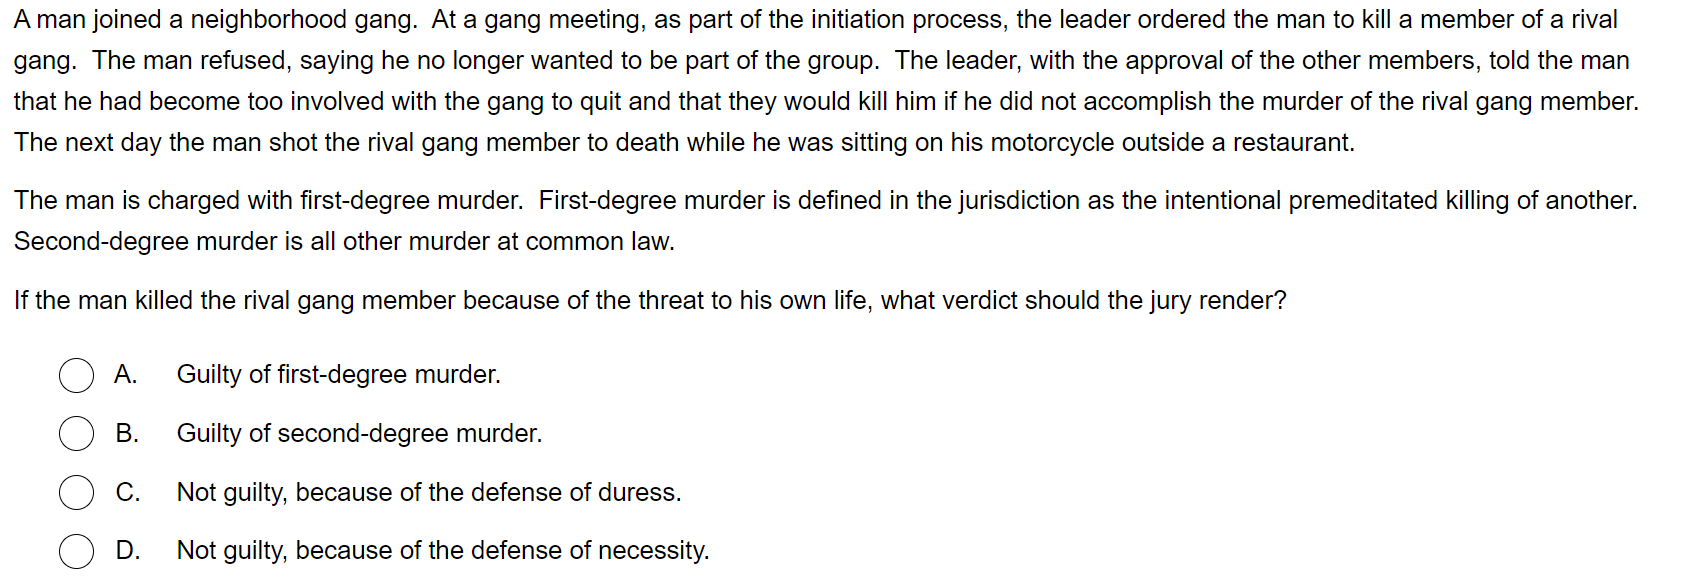 A man joined a neighborhood gang.  At a gang meeting, as part of the initiation process, the leader ordered the man to kill a member of a rival
gang.  The man refused, saying he no longer wanted to be part of the group.  The leader, with the approval of the other members, told the man
that he had become too involved with the gang to quit and that they would kill him if he did not accomplish the murder of the rival gang member.
The next day the man shot the rival gang member to death while he was sitting on his motorcycle outside a restaurant.
The man is charged with first-degree murder.  First-degree murder is defined in the jurisdiction as the intentional premeditated killing of another.
Second-degree murder is all other murder at common law.
If the man killed the rival gang member because of the threat to his own life, what verdict should the jury render?
A. Guilty of first-degree murder.
B. Guilty of second-degree murder.
C. Not guilty, because of the defense of duress.
D. Not guilty, because of the defense of necessity.